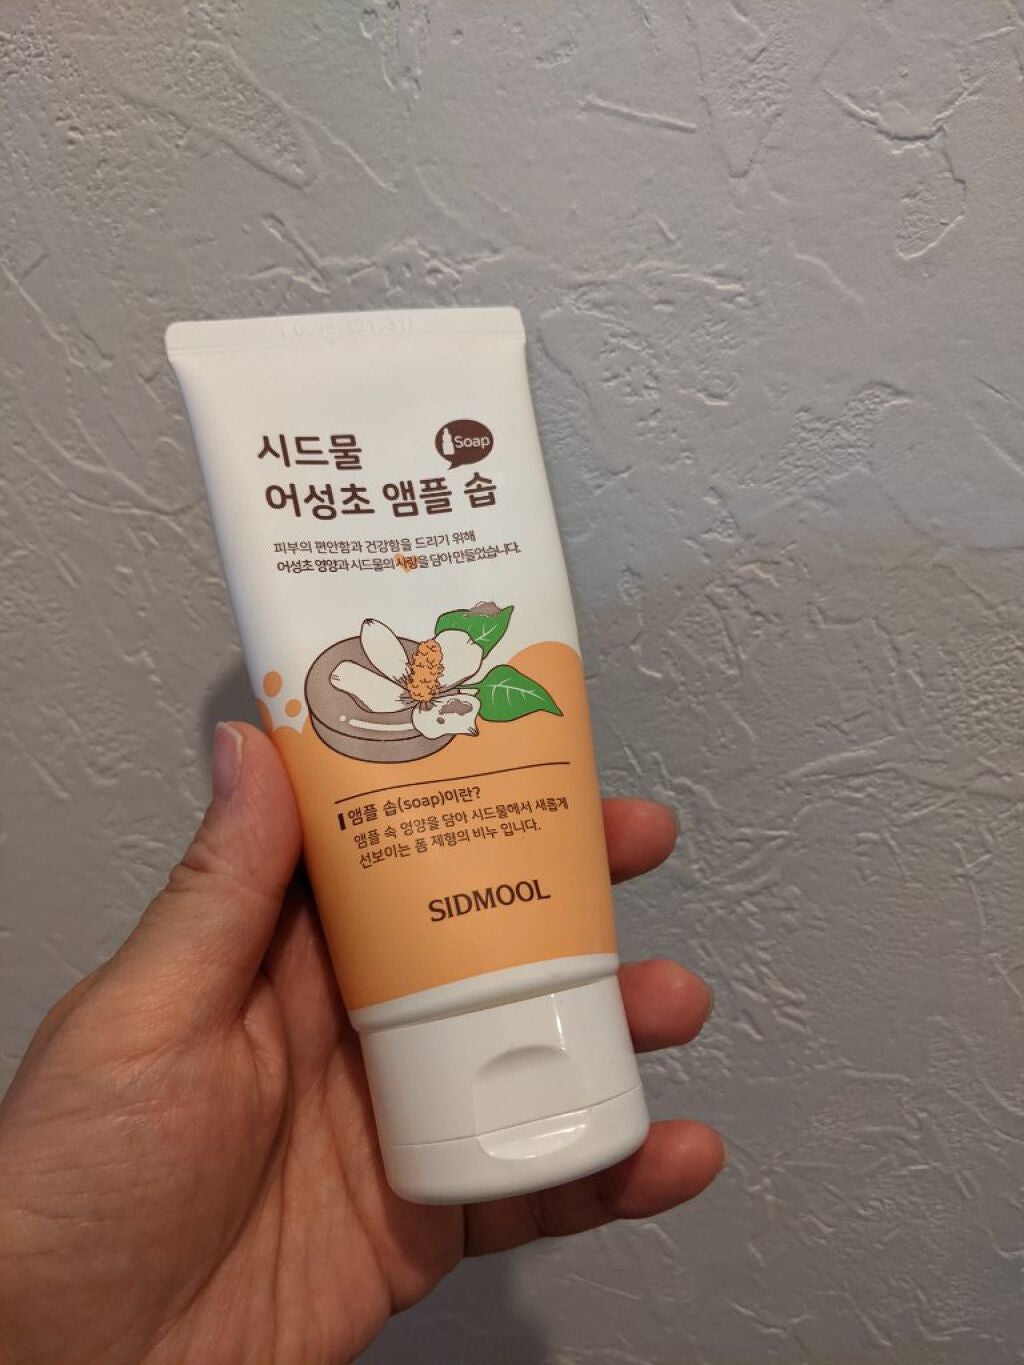 시드물
Soap
어성초 앰플 솝
피부의 편안함과 건강함을 드리기 위해
어성초 영양과 시드물의 사랑을 담아 만들었습니다.
앰플 솝(soap)이란?
앰플 속 영양을 담아 시드물에서 새롭게
선보이는 폼 제형의 비누 입니다.
SIDMOOL